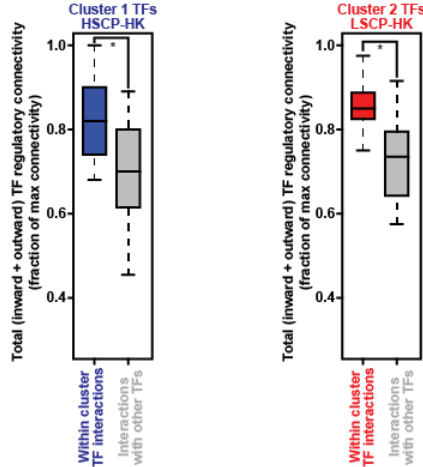 Cluster 1 TFs
HSCP-HK
Total (inward + outward) TF regulatory connectivity
(fraction of max connectivity)
1.0
0.8
0.6
0.4
*
Within cluster
TF interactions
Interactions
with other TFs
Cluster 2 TFs
LSCP-HK
Total (inward + outward) TF regulatory connectivity
(fraction of max connectivity)
1.0
0.8
0.6
0.4
*
Within cluster
TF interactions
Interactions
with other TFs